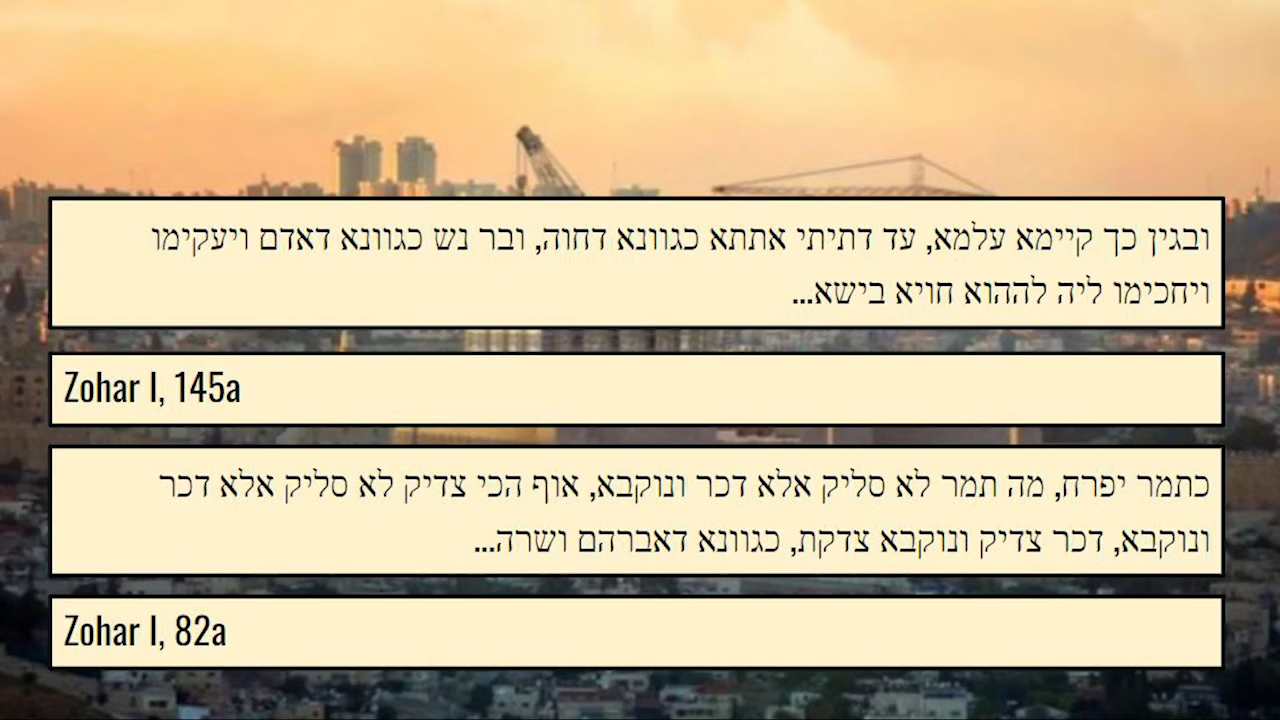 ובגין כך קיימא עלמא, עד דתיתי אתתא כגוונא דחוה, ובר נש כגוונא דאדם ויעקימו
ויחכימו ליה לההוא חויא בישא...
Zohar I, 145a
כתמר יפרח, מה תמר לא סליק אלא דכר ונוקבא, אוף הכי צדיק לא סליק אלא דכר
ונוקבא, דכר צדיק ונוקבא צדקת, כגוונא דאברהם ושרה...
Zohar I, 82a